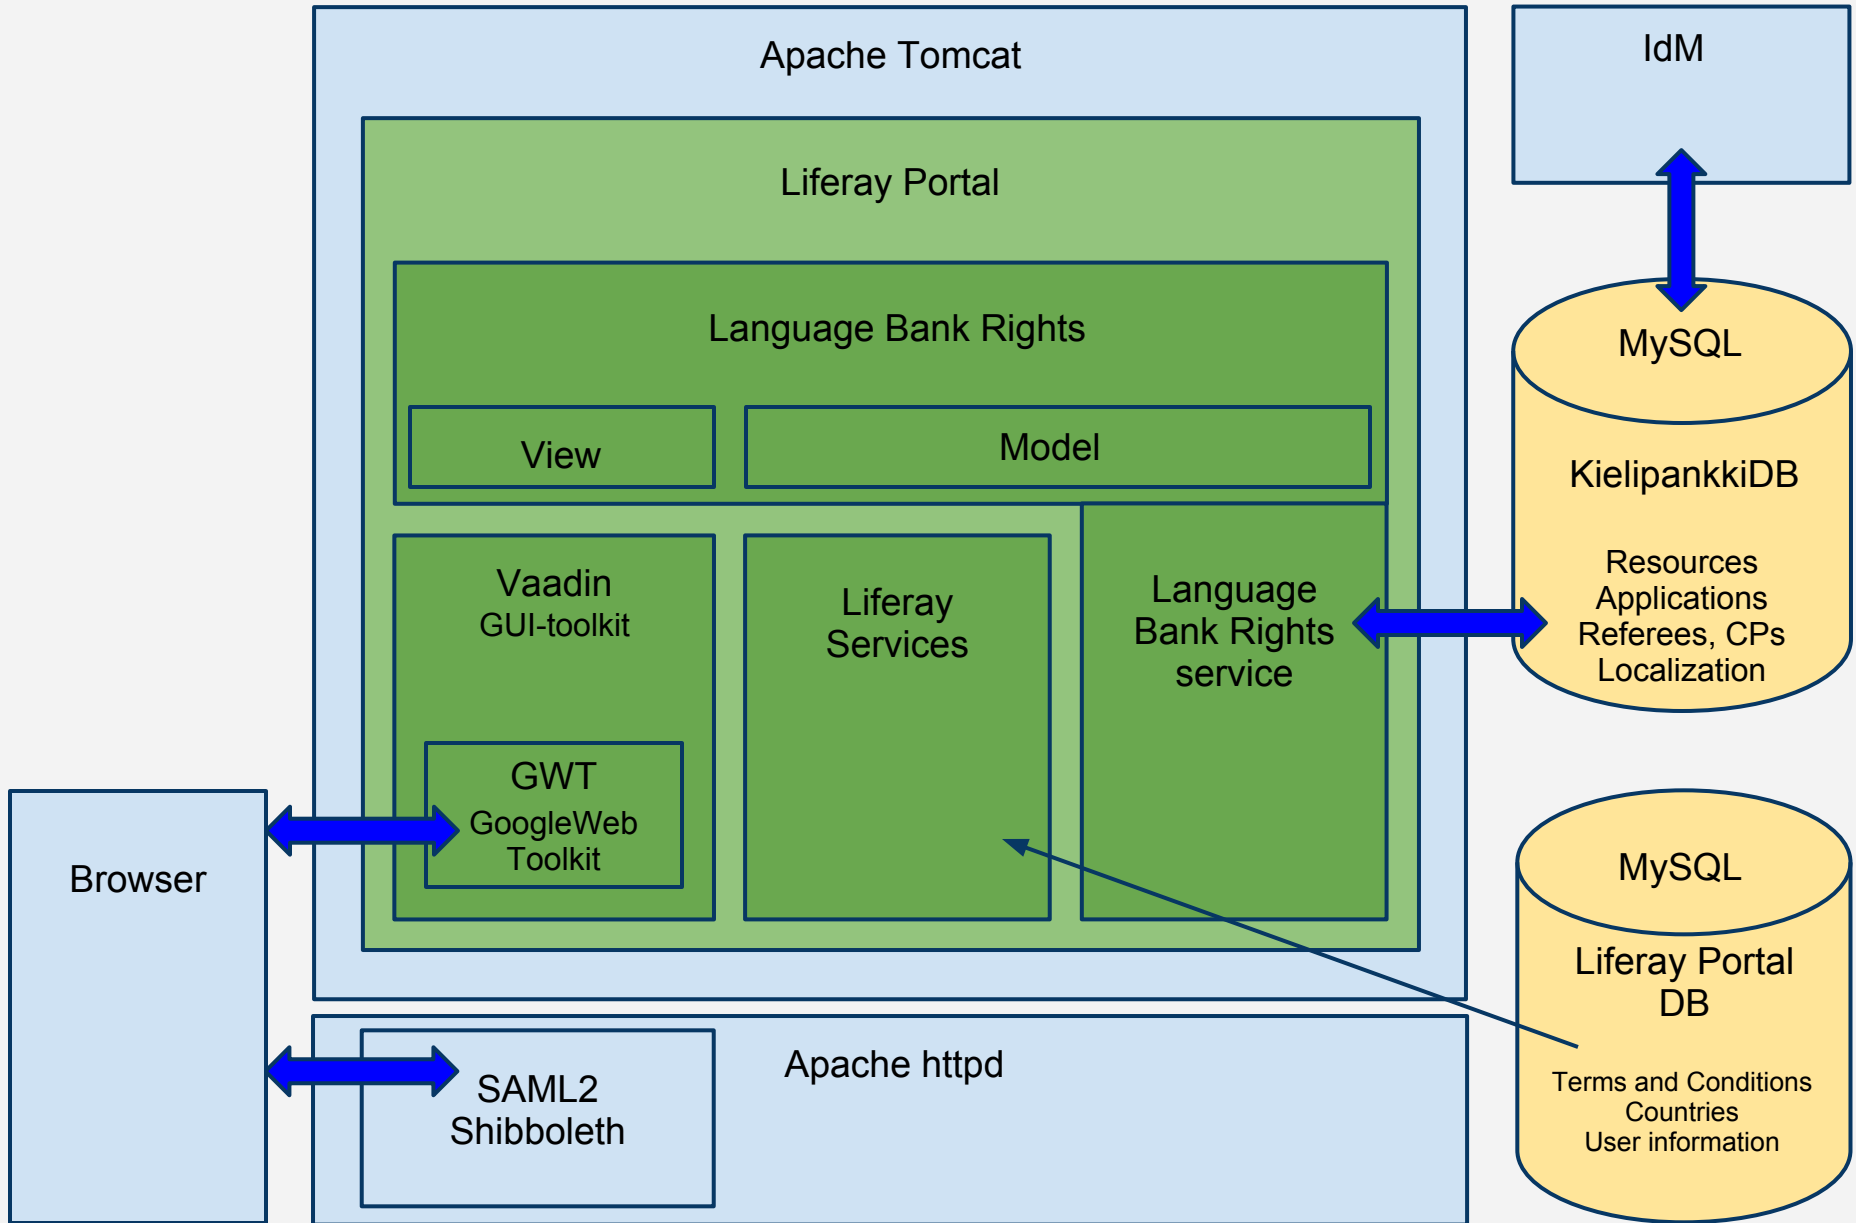 Apache Tomcat
IdM
Liferay Portal
Language Bank Rights
View
Model
Vaadin
GUI-toolkit
GWT
GoogleWeb
Toolkit
Liferay
Services
Language
Bank Rights
service
MySQL
KielipankkiDB
Resources
Applications
Referees, CPs
Localization
Browser
MySQL
Liferay Portal
DB
Terms and Conditions
Countries
User information
Apache httpd
SAML2
Shibboleth